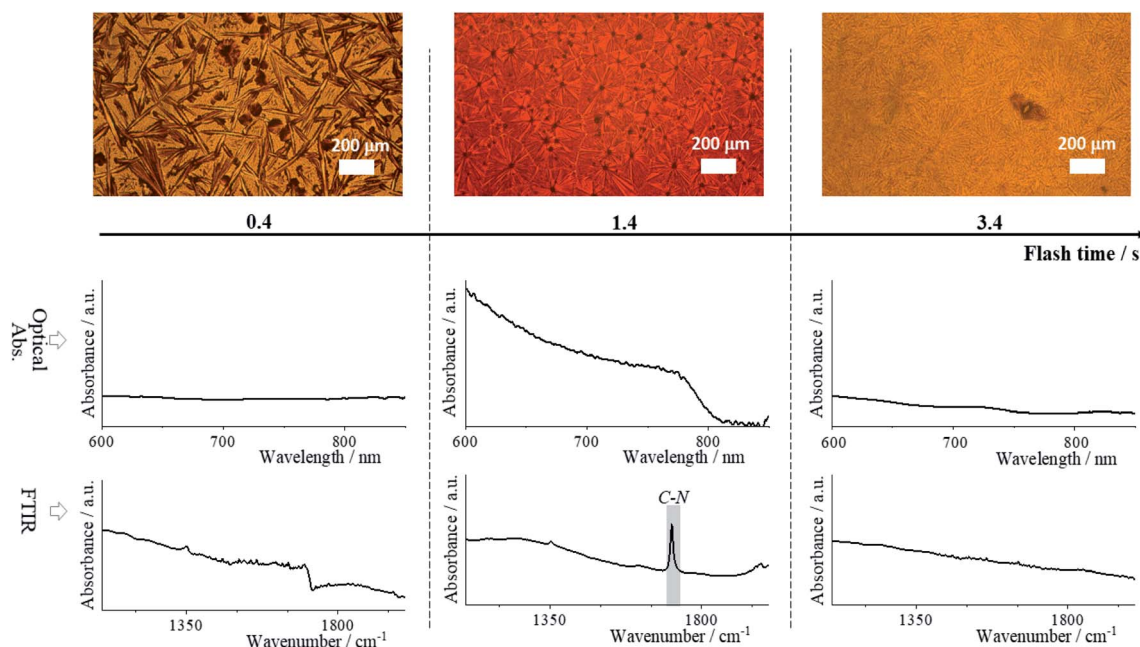 200 µm
200 µm
200 µm
0.4
1.4
3.4
Flash time / s
Optical
Abs.
Absorbance / a.u.
600
700
800
Wavelength / nm
Absorbance / a.u.
600
700
800
Wavelength / nm
Absorbance / a.u.
600
700
800
Wavelength / nm
FTIR
Absorbance / a.u.
1350
1800
Wavenumber / cm⁻¹
Absorbance / a.u.
C-N
1350
1800
Wavenumber / cm⁻¹
Absorbance / a.u.
1350
1800
Wavenumber / cm⁻¹